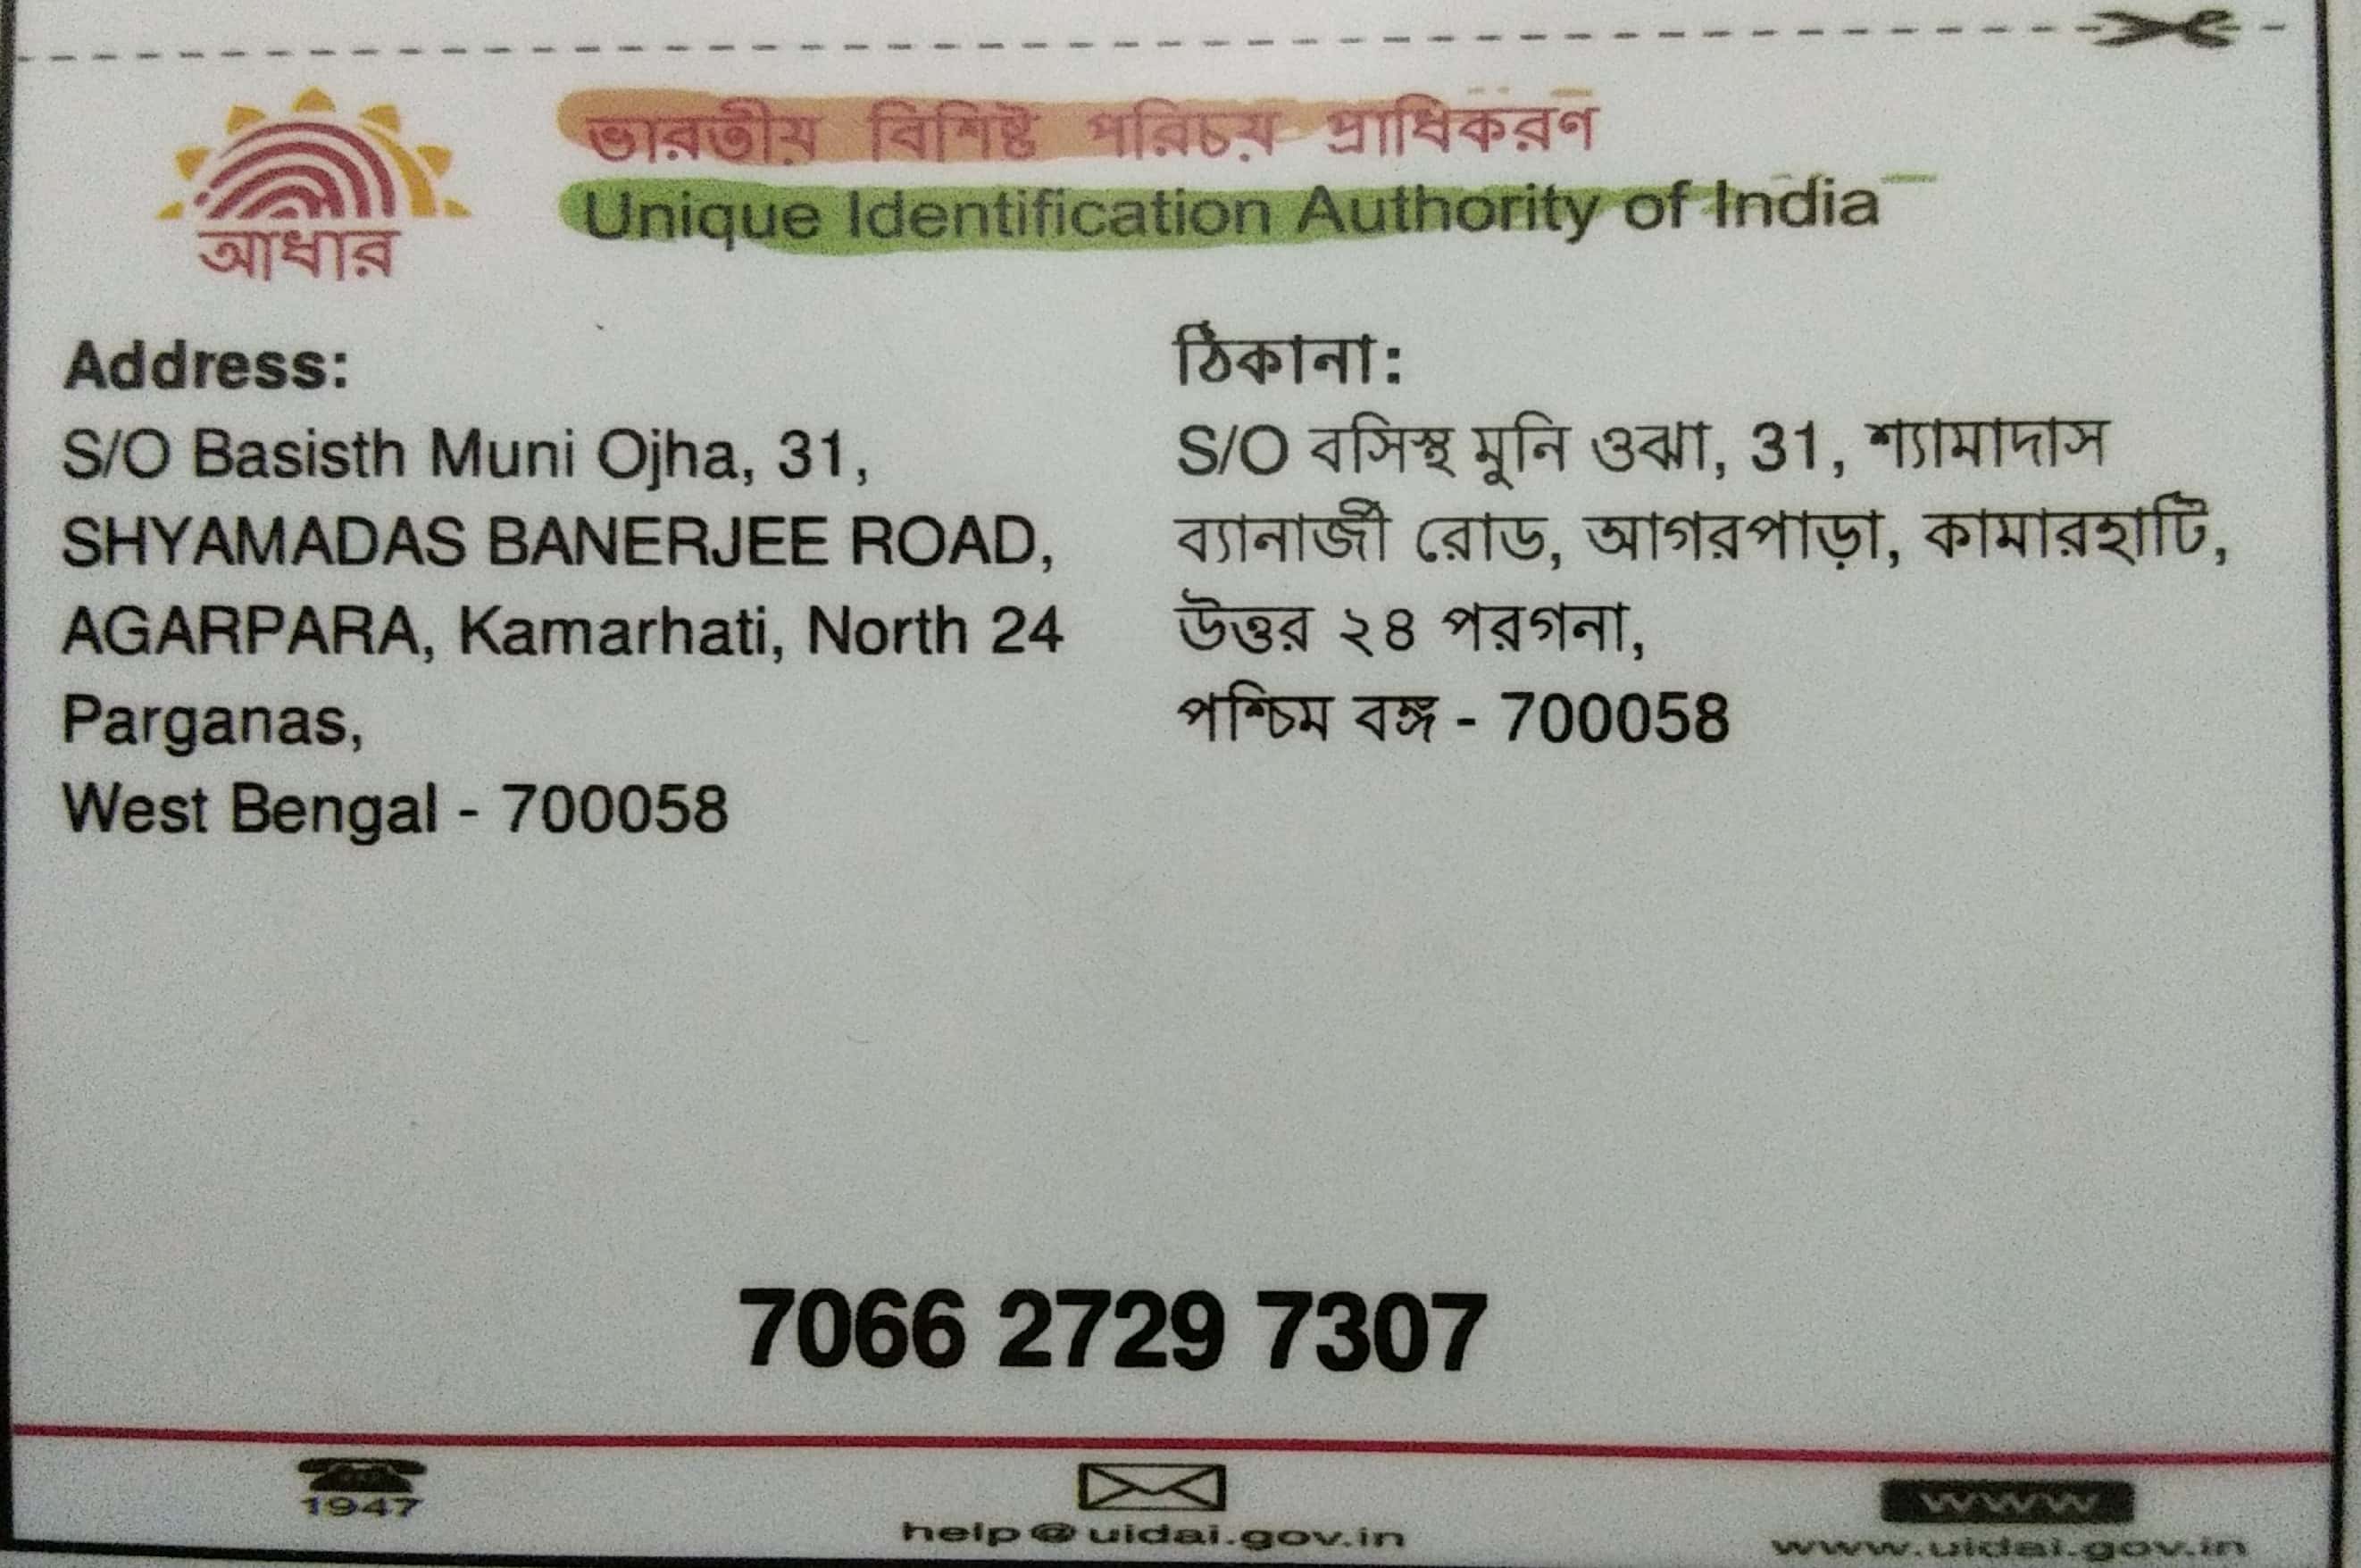 ভারতীয় বিশিষ্ট পরিচয় প্রাধিকরণ
Unique Identification Authority of India
আধার
Address:
S/O Basisth Muni Ojha, 31,
SHYAMADAS BANERJEE ROAD,
AGARPARA, Kamarhati, North 24
Parganas,
West Bengal - 700058
ঠিকানা:
S/O বসিস্থ মুনি ওঝা, 31, শ্যামাদাস
ব্যানার্জী রোড, আগরপাড়া, কামারহাটি,
উত্তর ২৪ পরগনা,
পশ্চিম বঙ্গ - 700058
7066 2729 7307
1947
help@uidai.gov.in
www
www.uidai.gov.in